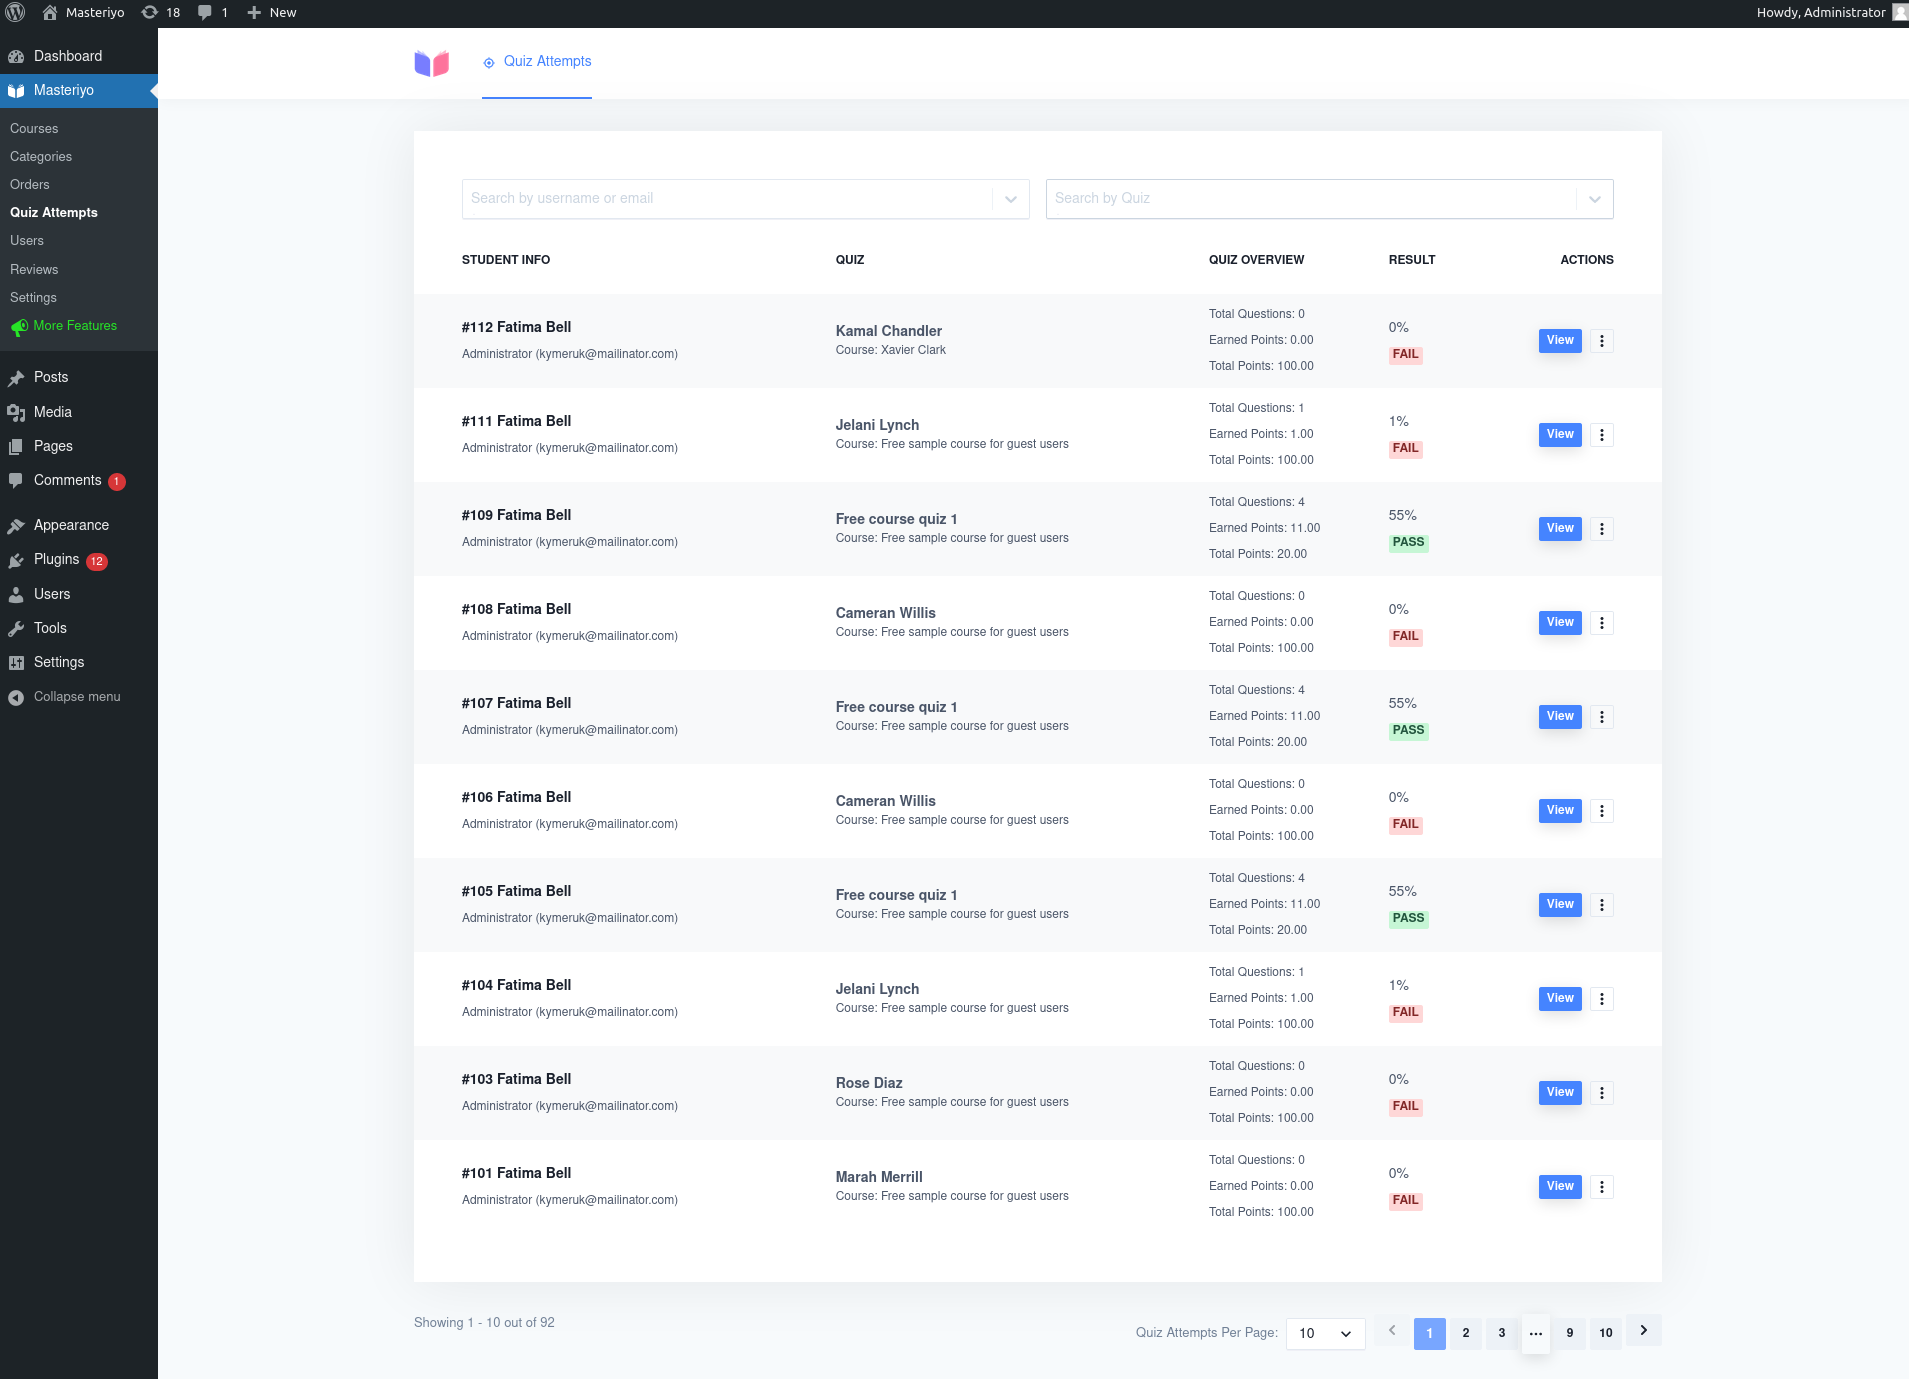 Masteriyo 18 1 New Howdy, Administrator
Dashboard
Masteriyo
Courses
Categories
Orders
Quiz Attempts
Users
Reviews
Settings
More Features
Posts
Media
Pages
Comments 1
Appearance
Plugins 12
Users
Tools
Settings
Collapse menu
Quiz Attempts
Search by username or email
Search by Quiz
STUDENT INFO QUIZ QUIZ OVERVIEW RESULT ACTIONS
#112 Fatima Bell
Administrator (kymeruk@mailinator.com)
Kamal Chandler
Course: Xavier Clark
Total Questions: 0
Earned Points: 0.00
Total Points: 100.00
0%
FAIL
View
#111 Fatima Bell
Administrator (kymeruk@mailinator.com)
Jelani Lynch
Course: Free sample course for guest users
Total Questions: 1
Earned Points: 1.00
Total Points: 100.00
1%
FAIL
View
#109 Fatima Bell
Administrator (kymeruk@mailinator.com)
Free course quiz 1
Course: Free sample course for guest users
Total Questions: 4
Earned Points: 11.00
Total Points: 20.00
55%
PASS
View
#108 Fatima Bell
Administrator (kymeruk@mailinator.com)
Cameran Willis
Course: Free sample course for guest users
Total Questions: 0
Earned Points: 0.00
Total Points: 100.00
0%
FAIL
View
#107 Fatima Bell
Administrator (kymeruk@mailinator.com)
Free course quiz 1
Course: Free sample course for guest users
Total Questions: 4
Earned Points: 11.00
Total Points: 20.00
55%
PASS
View
#106 Fatima Bell
Administrator (kymeruk@mailinator.com)
Cameran Willis
Course: Free sample course for guest users
Total Questions: 0
Earned Points: 0.00
Total Points: 100.00
0%
FAIL
View
#105 Fatima Bell
Administrator (kymeruk@mailinator.com)
Free course quiz 1
Course: Free sample course for guest users
Total Questions: 4
Earned Points: 11.00
Total Points: 20.00
55%
PASS
View
#104 Fatima Bell
Administrator (kymeruk@mailinator.com)
Jelani Lynch
Course: Free sample course for guest users
Total Questions: 1
Earned Points: 1.00
Total Points: 100.00
1%
FAIL
View
#103 Fatima Bell
Administrator (kymeruk@mailinator.com)
Rose Diaz
Course: Free sample course for guest users
Total Questions: 0
Earned Points: 0.00
Total Points: 100.00
0%
FAIL
View
#101 Fatima Bell
Administrator (kymeruk@mailinator.com)
Marah Merrill
Course: Free sample course for guest users
Total Questions: 0
Earned Points: 0.00
Total Points: 100.00
0%
FAIL
View
Showing 1 - 10 out of 92
Quiz Attempts Per Page: 10 1 2 3 ... 9 10